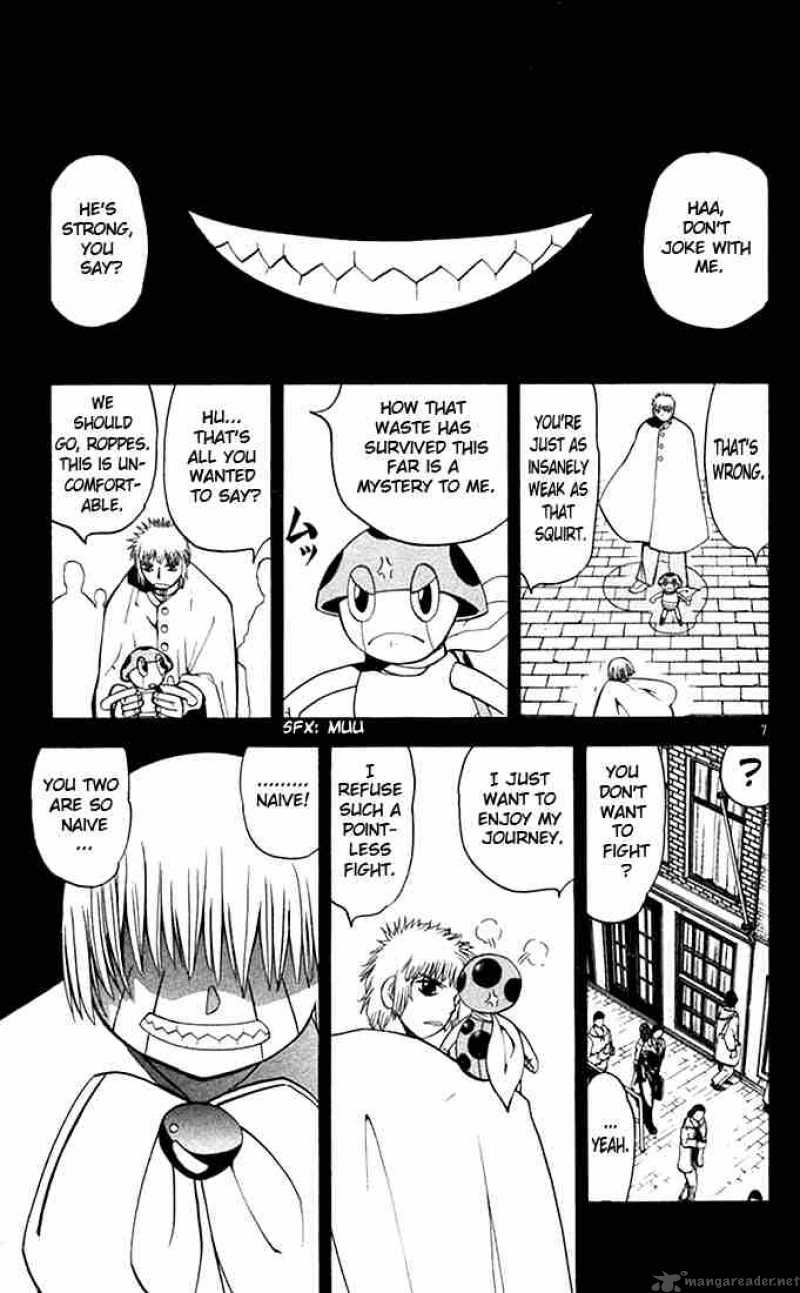 HAA,
DON'T
JOKE WITH
ME.
HE'S
STRONG,
YOU
SAY?
THAT'S
WRONG.
YOU'RE
JUST AS
INSANELY
WEAK AS
THAT
SQUIRT.
HOW THAT
WASTE HAS
SURVIVED THIS
FAR IS A
MYSTERY TO ME.
ムッ
SFX: MUU
HU...
THAT'S
ALL YOU
WANTED
TO SAY?
WE
SHOULD
GO, ROPPES.
THIS IS UN-
COMFORT-
ABLE.
7
?
YOU
DON'T
WANT
TO
FIGHT
?
...
YEAH.
I JUST
WANT TO
ENJOY MY
JOURNEY.
I
REFUSE
SUCH A
POINT-
LESS
FIGHT.
.........
NAIVE!
YOU TWO
ARE SO
NAIVE
...
mangareader.net